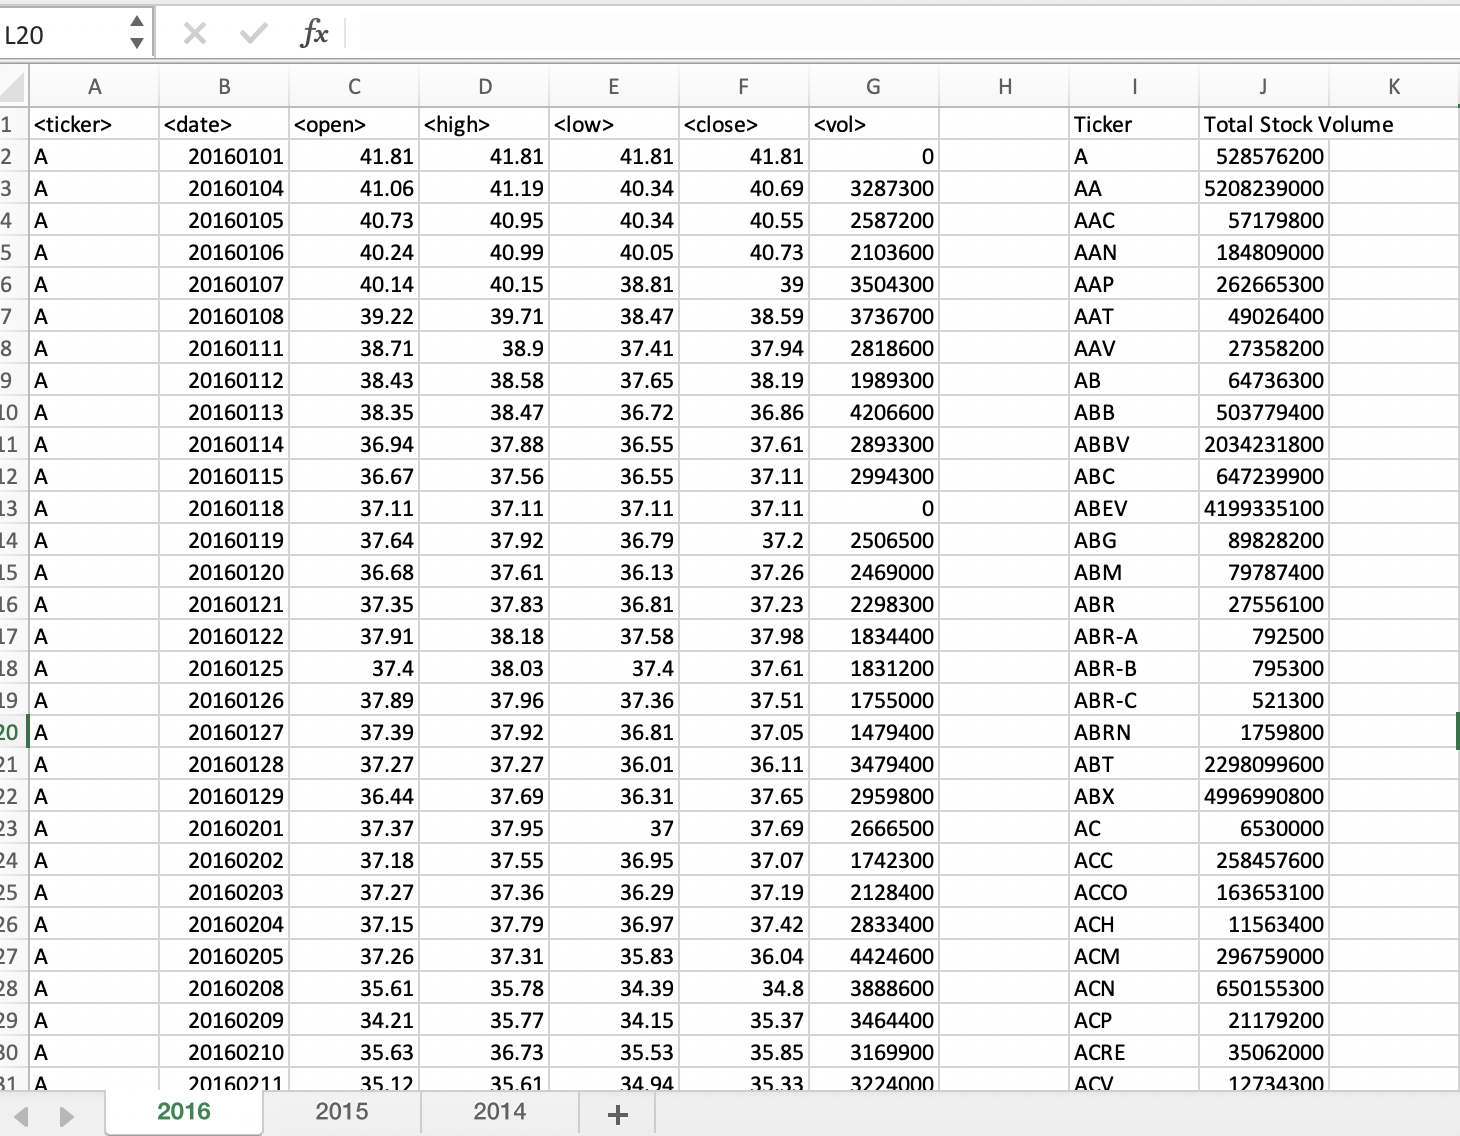 L20 fx
A B C D E F G H I J K
1 <ticker> <date> <open> <high> <low> <close> <vol> Ticker Total Stock Volume
2 A 20160101 41.81 41.81 41.81 41.81 0 A 528576200
3 A 20160104 41.06 41.19 40.34 40.69 3287300 AA 5208239000
4 A 20160105 40.73 40.95 40.34 40.55 2587200 AAC 57179800
5 A 20160106 40.24 40.99 40.05 40.73 2103600 AAN 184809000
6 A 20160107 40.14 40.15 38.81 39 3504300 AAP 262665300
7 A 20160108 39.22 39.71 38.47 38.59 3736700 AAT 49026400
8 A 20160111 38.71 38.9 37.41 37.94 2818600 AAV 27358200
9 A 20160112 38.43 38.58 37.65 38.19 1989300 AB 64736300
10 A 20160113 38.35 38.47 36.72 36.86 4206600 ABB 503779400
11 A 20160114 36.94 37.88 36.55 37.61 2893300 ABBV 2034231800
12 A 20160115 36.67 37.56 36.55 37.11 2994300 ABC 647239900
13 A 20160118 37.11 37.11 37.11 37.11 0 ABEV 4199335100
14 A 20160119 37.64 37.92 36.79 37.2 2506500 ABG 89828200
15 A 20160120 36.68 37.61 36.13 37.26 2469000 ABM 79787400
16 A 20160121 37.35 37.83 36.81 37.23 2298300 ABR 27556100
17 A 20160122 37.91 38.18 37.58 37.98 1834400 ABR-A 792500
18 A 20160125 37.4 38.03 37.4 37.61 1831200 ABR-B 795300
19 A 20160126 37.89 37.96 37.36 37.51 1755000 ABR-C 521300
20 A 20160127 37.39 37.92 36.81 37.05 1479400 ABRN 1759800
21 A 20160128 37.27 37.27 36.01 36.11 3479400 ABT 2298099600
22 A 20160129 36.44 37.69 36.31 37.65 2959800 ABX 4996990800
23 A 20160201 37.37 37.95 37 37.69 2666500 AC 6530000
24 A 20160202 37.18 37.55 36.95 37.07 1742300 ACC 258457600
25 A 20160203 37.27 37.36 36.29 37.19 2128400 ACCO 163653100
26 A 20160204 37.15 37.79 36.97 37.42 2833400 ACH 11563400
27 A 20160205 37.26 37.31 35.83 36.04 4424600 ACM 296759000
28 A 20160208 35.61 35.78 34.39 34.8 3888600 ACN 650155300
29 A 20160209 34.21 35.77 34.15 35.37 3464400 ACP 21179200
30 A 20160210 35.63 36.73 35.53 35.85 3169900 ACRE 35062000
31 A 20160211 35.12 35.61 34.94 35.33 3224000 ACV 12734300
2016 2015 2014 +